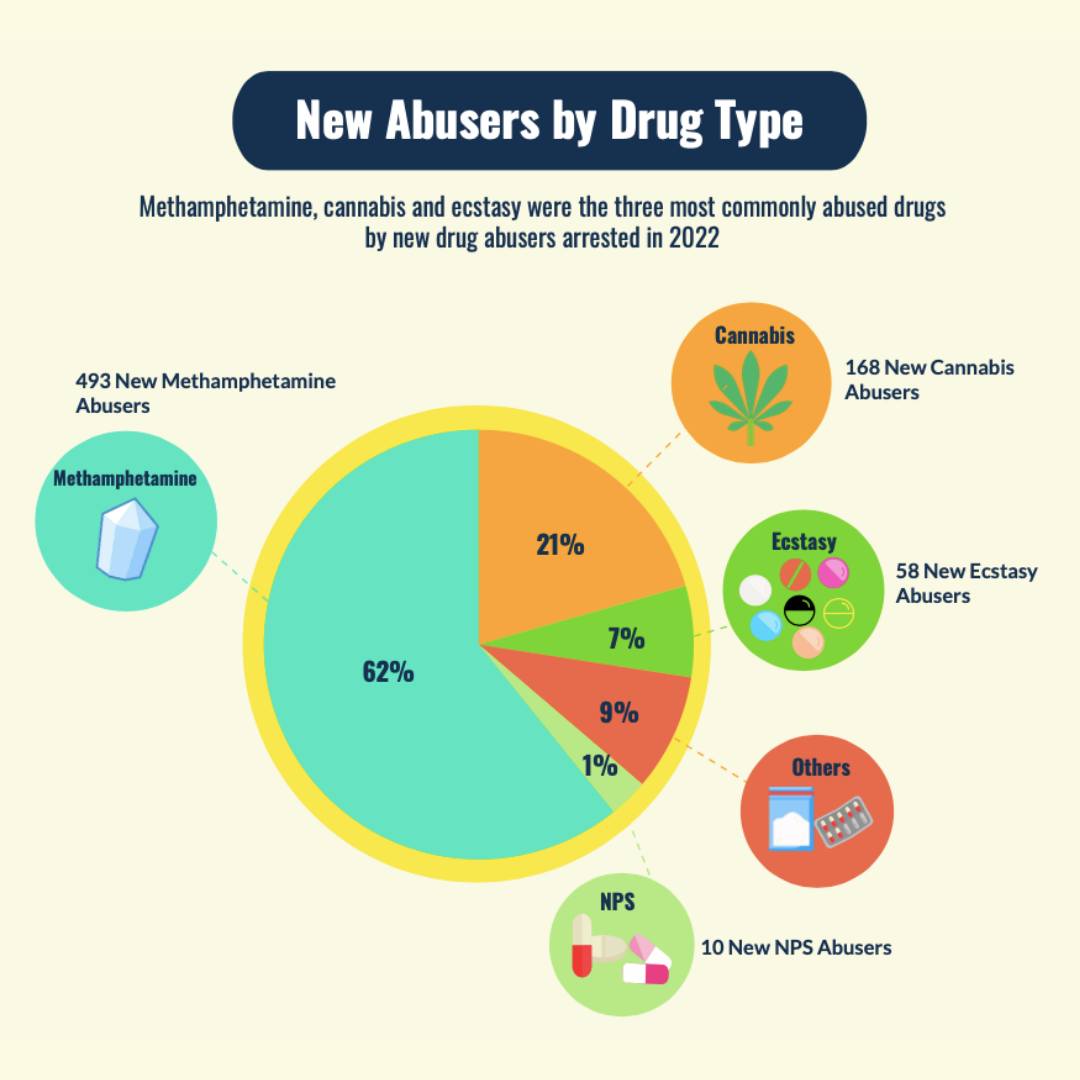 New Abusers by Drug Type
Methamphetamine, cannabis and ecstasy were the three most commonly abused drugs
by new drug abusers arrested in 2022
493 New Methamphetamine
Abusers
Methamphetamine
Cannabis
168 New Cannabis
Abusers
21%
Ecstasy
58 New Ecstasy
Abusers
7%
62%
9%
1%
Others
NPS
10 New NPS Abusers